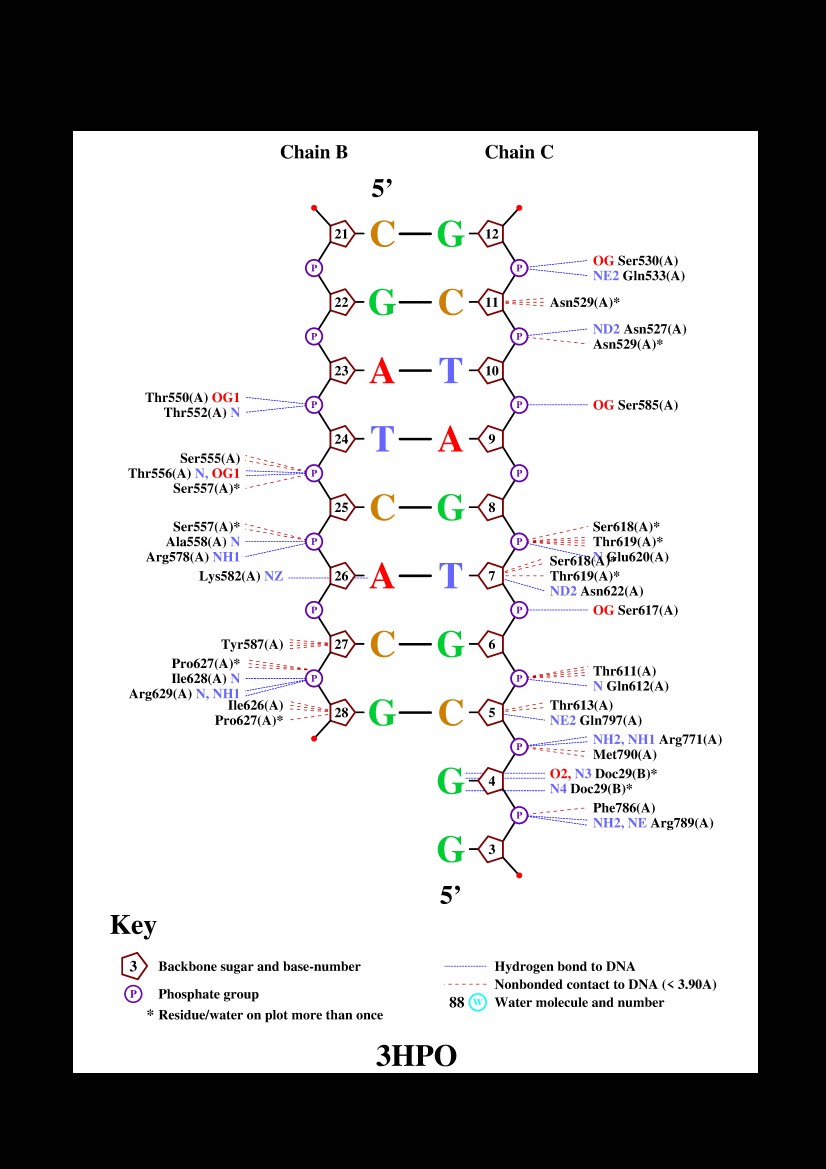 Chain B Chain C
5’
21 C G 12
P P
OG Ser530(A)
NE2 Gln533(A)
22 G C 11
Asn529(A)*
P P
ND2 Asn527(A)
Asn529(A)*
23 A T 10
Thr550(A) OG1
Thr552(A) N
P P
OG Ser585(A)
24 T A 9
Ser555(A)
Thr556(A) N, OG1
Ser557(A)*
P P
25 C G 8
Ser557(A)*
Ala558(A) N
Arg578(A) NH1
P P
Ser618(A)*
Thr619(A)*
N Glu620(A)
Lys582(A) NZ
26 A T 7
Ser618(A)*
Thr619(A)*
ND2 Asn622(A)
P P
OG Ser617(A)
Tyr587(A)
27 C G 6
Pro627(A)*
Ile628(A) N
Arg629(A) N, NH1
P P
Thr611(A)
N Gln612(A)
Ile626(A)
Pro627(A)*
28 G C 5
Thr613(A)
NE2 Gln797(A)
P
NH2, NH1 Arg771(A)
Met790(A)
G 4
O2, N3 Doc29(B)*
N4 Doc29(B)*
P
Phe786(A)
NH2, NE Arg789(A)
G 3
5’
Key
3 Backbone sugar and base-number
P Phosphate group
* Residue/water on plot more than once
Hydrogen bond to DNA
Nonbonded contact to DNA (< 3.90A)
88 W Water molecule and number
3HPO